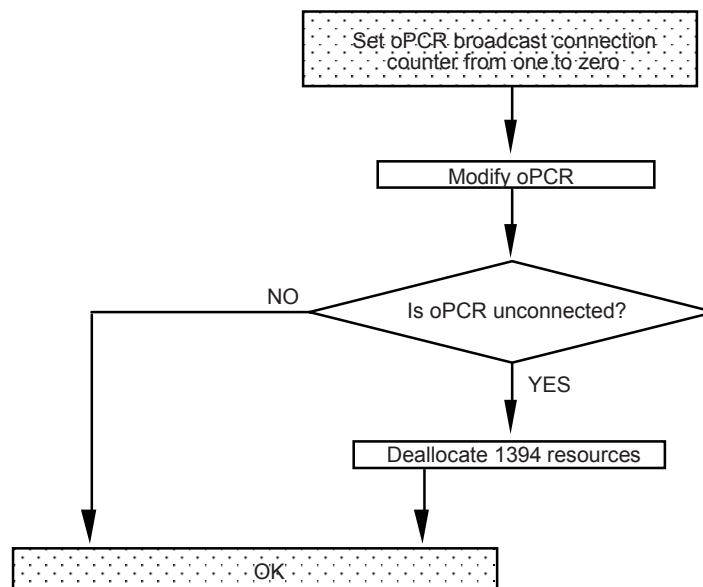 Set oPCR broadcast connection
counter from one to zero
Modify oPCR
Is oPCR unconnected?
NO
YES
Deallocate 1394 resources
OK